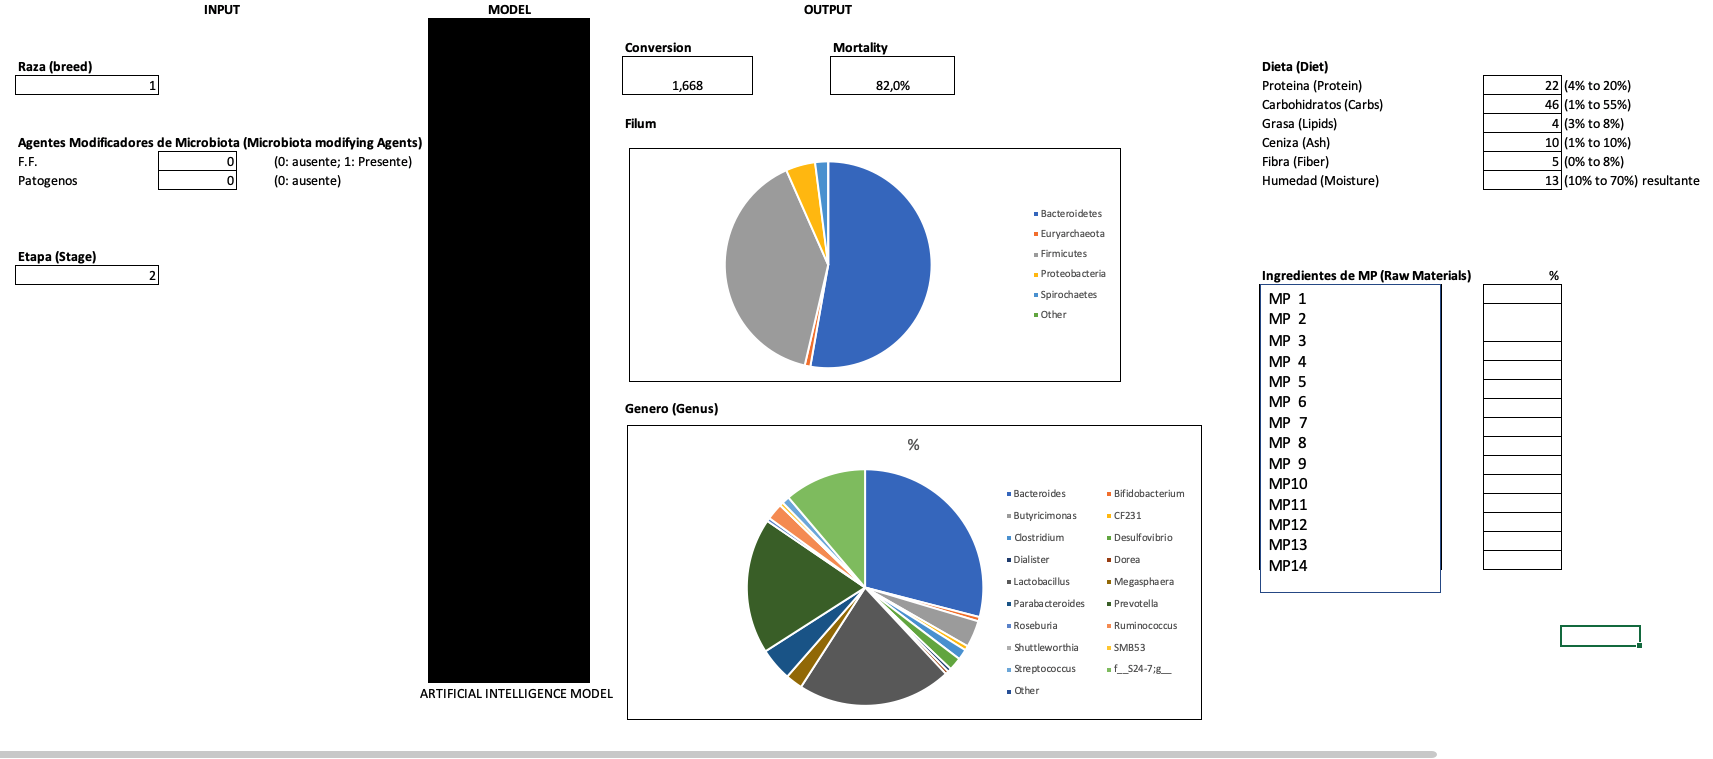 INPUT
MODEL
OUTPUT
Raza (breed)
1
Agentes Modificadores de Microbiota (Microbiota modifying Agents)
F.F. 0 (0: ausente; 1: Presente)
Patogenos 0 (0: ausente)
Etapa (Stage)
2
ARTIFICIAL INTELLIGENCE MODEL
Conversion
1,668
Mortality
82,0%
Filum
Bacteroidetes
Euryarchaeota
Firmicutes
Proteobacteria
Spirochaetes
Other
Genero (Genus)
%
Bacteroides Bifidobacterium
Butyricimonas CF231
Clostridium Desulfovibrio
Dialister Dorea
Lactobacillus Megasphaera
Parabacteroides Prevotella
Roseburia Ruminococcus
Shuttleworthia SMB53
Streptococcus f__S24-7;g__
Other
Dieta (Diet)
Proteina (Protein) 22 (4% to 20%)
Carbohidratos (Carbs) 46 (1% to 55%)
Grasa (Lipids) 4 (3% to 8%)
Ceniza (Ash) 10 (1% to 10%)
Fibra (Fiber) 5 (0% to 8%)
Humedad (Moisture) 13 (10% to 70%) resultante
Ingredientes de MP (Raw Materials) %
MP 1
MP 2
MP 3
MP 4
MP 5
MP 6
MP 7
MP 8
MP 9
MP10
MP11
MP12
MP13
MP14